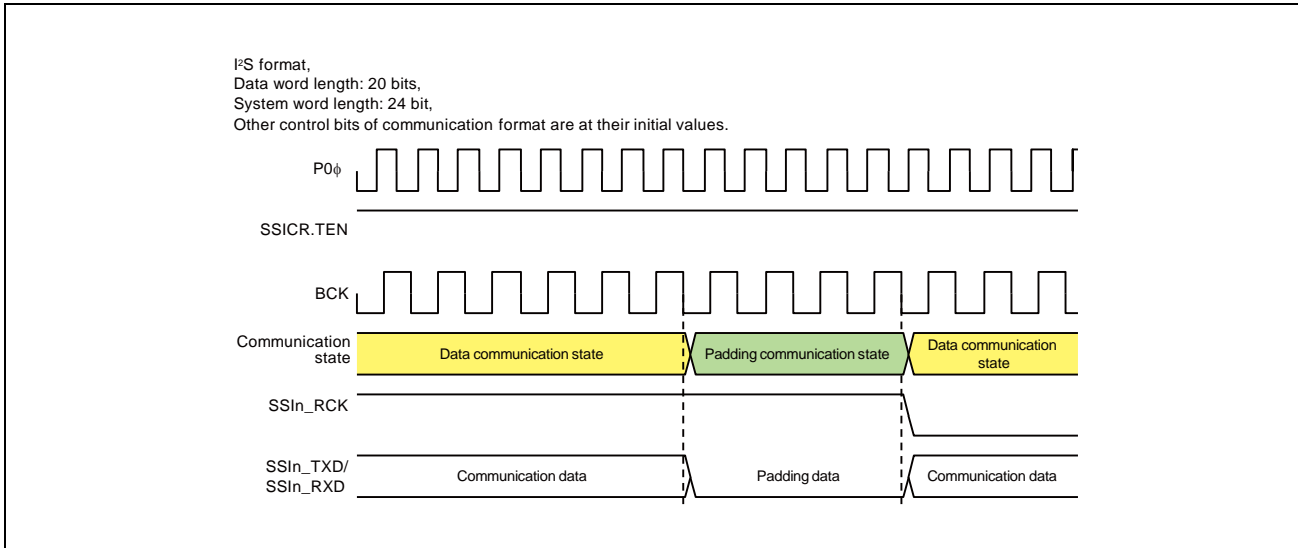 I²S format,
Data word length: 20 bits,
System word length: 24 bit,
Other control bits of communication format are at their initial values.
P0ϕ
SSICR.TEN
BCK
Communication
state
Data communication state
Padding communication state
Data communication
state
SSIn_RCK
SSIn_TXD/
SSIn_RXD
Communication data
Padding data
Communication data